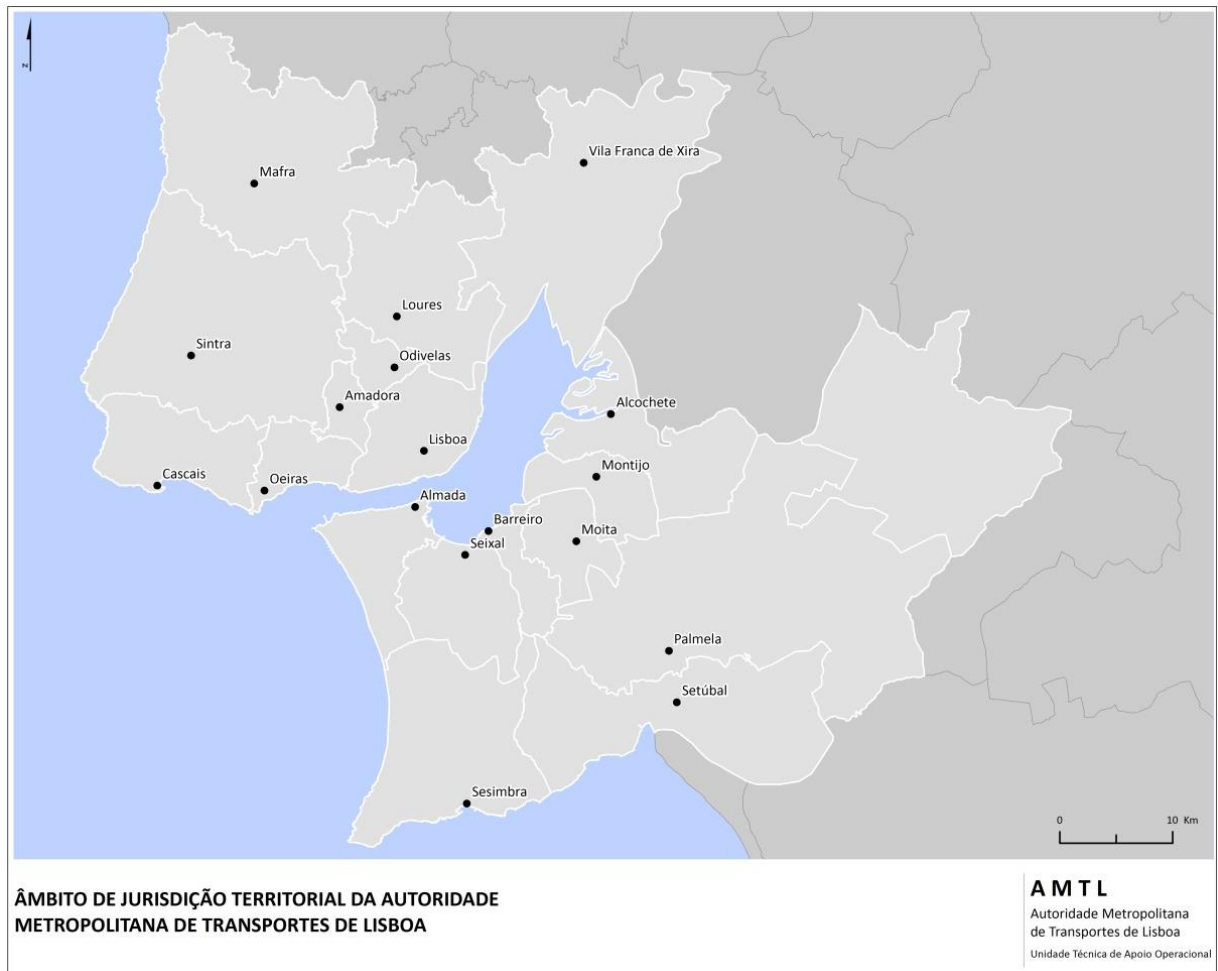 N
Vila Franca de Xira
Mafra
Loures
Sintra
Odivelas
Amadora
Alcochete
Lisboa
Montijo
Cascais
Oeiras
Almada
Barreiro
Moita
Seixal
Palmela
Setúbal
Sesimbra
0 10 Km
ÂMBITO DE JURISDIÇÃO TERRITORIAL DA AUTORIDADE
METROPOLITANA DE TRANSPORTES DE LISBOA
AMTL
Autoridade Metropolitana
de Transportes de Lisboa
Unidade Técnica de Apoio Operacional